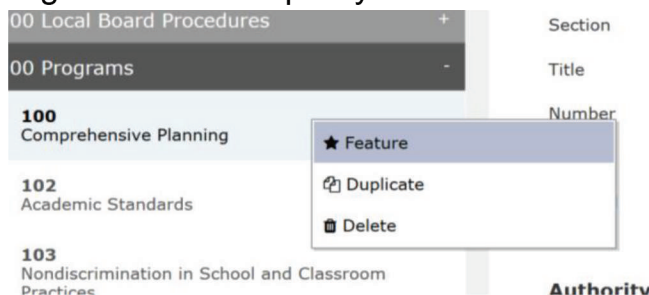 00 Local Board Procedures +
00 Programs -
100
Comprehensive Planning
102
Academic Standards
103
Nondiscrimination in School and Classroom
Practices
Feature
Duplicate
Delete
Section
Title
Number
Authority